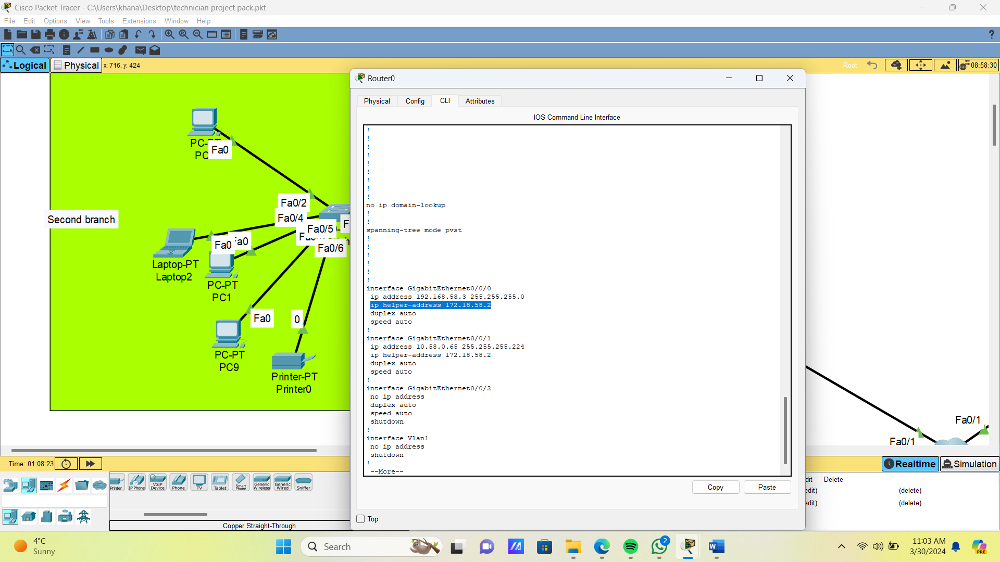 Cisco Packet Tracer - C:\Users\khana\Desktop\technician project pack.pkt
File Edit Options View Tools Extensions Window Help
?
Logical Physical x: 716, y: 424
Root 08:58:30
PC-PT
Fa0
Second branch
Fa0/2
Fa0/4
Fa0/5
Fa0/6
Fa0
Laptop-PT
Laptop2
PC-PT
PC1
Fa0
0
PC-PT
PC9
Printer-PT
Printer0
Router0
Physical Config CLI Attributes
IOS Command Line Interface
!
!
!
!
!
!
!
!
!
no ip domain-lookup
!
!
spanning-tree mode pvst
!
!
!
!
!
!
interface GigabitEthernet0/0/0
ip address 192.168.58.3 255.255.255.0
ip helper-address 172.18.58.2
duplex auto
speed auto
!
interface GigabitEthernet0/0/1
ip address 10.58.0.65 255.255.255.224
ip helper-address 172.18.58.2
duplex auto
speed auto
!
interface GigabitEthernet0/0/2
no ip address
duplex auto
speed auto
shutdown
!
interface Vlan1
no ip address
shutdown
!
--More--
Copy Paste
Top
Fa0/1
Fa0/1
Time: 01:08:23
Realtime Simulation
Printer
IP Phone
VoIP Device
Phone
TV
Tablet
Smart Phone
Generic Wireless
Generic Wired
Sniffer
Copper Straight-Through
Delete
(delete)
(delete)
4°C
Sunny
Search
2
11:03 AM
3/30/2024
PRE